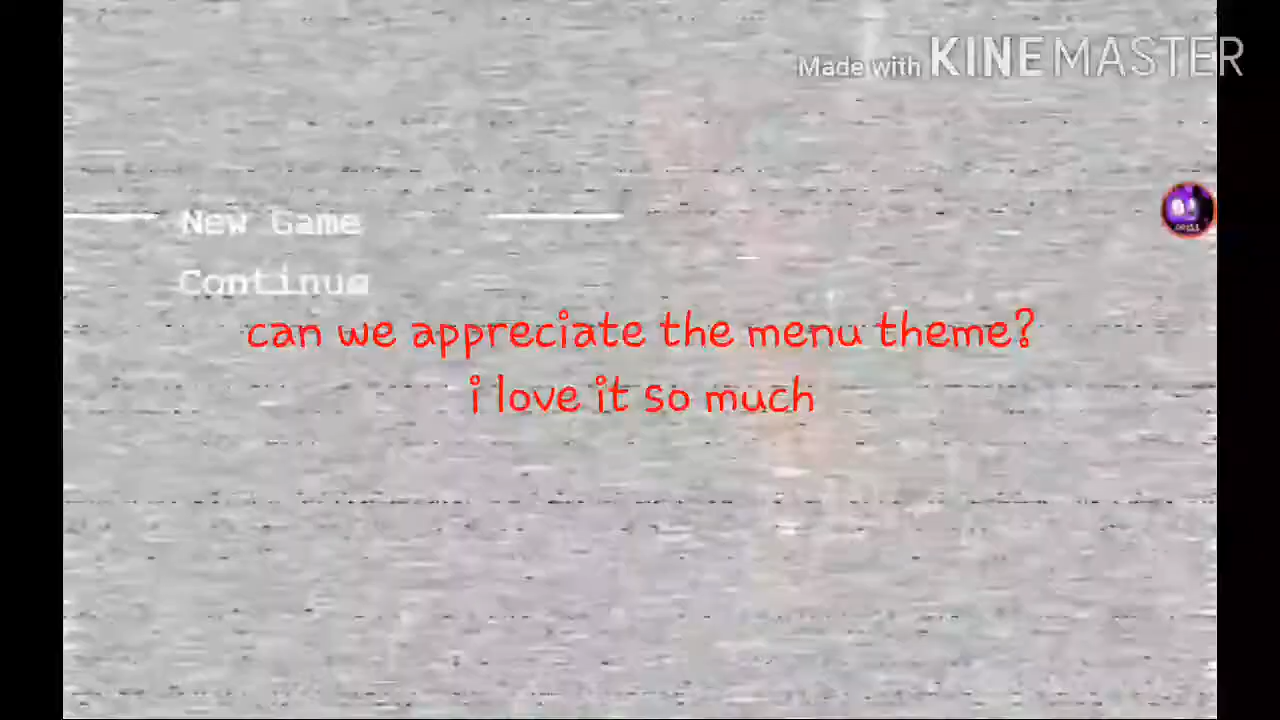 Made with KINEMASTER
New Game
Continue
can we appreciate the menu theme?
i love it so much